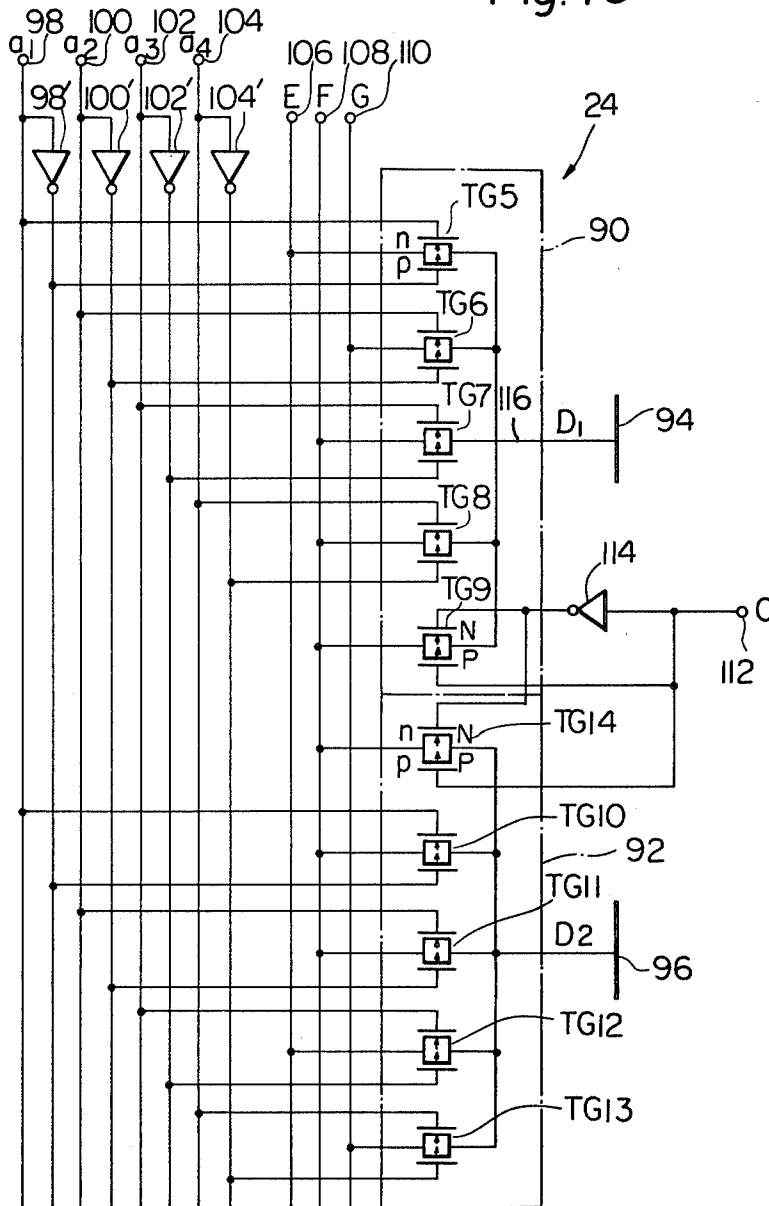 Fig. 10
98 100 102 104
a1 a2 a3 a4
106 108 110
E F G
98' 100' 102' 104'
24
TG5
90
n
p
TG6
TG7
116
D1
94
TG8
114
TG9
N
P
C
112
TG14
n N
p P
TG10
92
TG11
D2
96
TG12
TG13